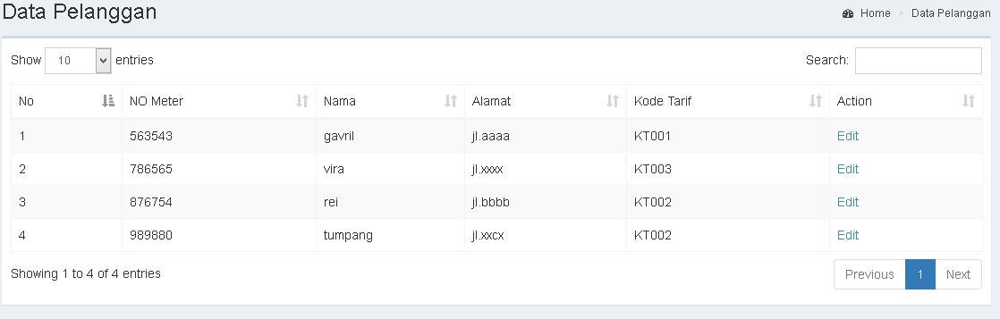 Data Pelanggan
Home > Data Pelanggan
Show 10 entries
Search:
No NO Meter Nama Alamat Kode Tarif Action
1 563543 gavril jl.aaaa KT001 Edit
2 786565 vira jl.xxxx KT003 Edit
3 876754 rei jl.bbbb KT002 Edit
4 989880 tumpang jl.xxcx KT002 Edit
Showing 1 to 4 of 4 entries
Previous 1 Next